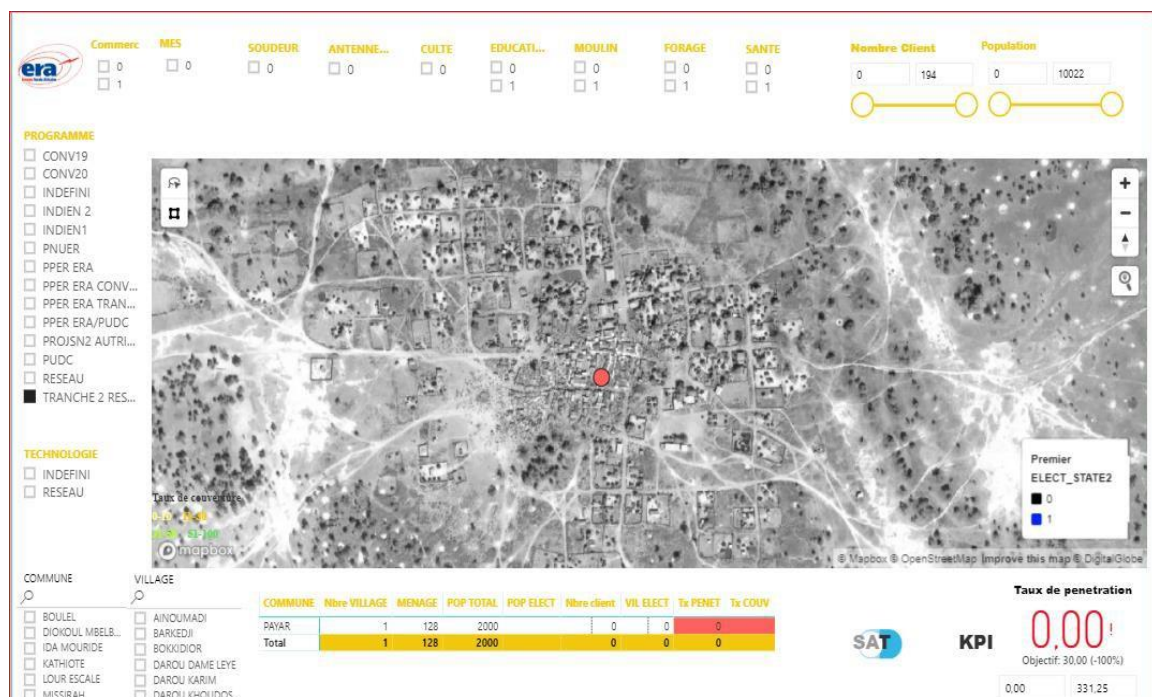 Commerc
0
1
MES
0
SOUDEUR
0
ANTENNE...
0
CULTE
0
EDUCATI...
0
1
MOULIN
0
1
FORAGE
0
1
SANTE
0
1
Nombre Client
0 194
Population
0 10022
era
PROGRAMME
CONV19
CONV20
INDEFINI
INDIEN 2
INDIEN1
PNUER
PPER ERA
PPER ERA CONV...
PPER ERA TRAN...
PPER ERA/PUDC
PROJSN2 AUTRI...
PUDC
RESEAU
TRANCHE 2 RES...
TECHNOLOGIE
INDEFINI
RESEAU
Taux de couverture
mapbox
Premier
ELECT_STATE2
0
1
© Mapbox © OpenStreetMap Improve this map © DigitalGlobe
COMMUNE
BOULEL
DIOKOUL MBELB...
IDA MOURIDE
KATHIOTE
LOUR ESCALE
MISSIRAH
VILLAGE
AINOUMADI
BARKEDJI
BOKKIDIOR
DAROU DAME LEYE
DAROU KARIM
DAROU KHOUDOS
COMMUNE Nbre VILLAGE MENAGE POP TOTAL POP ELECT Nbre client VIL ELECT Tx PENET Tx COUV
PAYAR 1 128 2000 0 0 0
Total 1 128 2000 0 0 0
SAT
KPI
Taux de penetration
0,00!
Objectif: 30,00 (-100%)
0,00 331,25